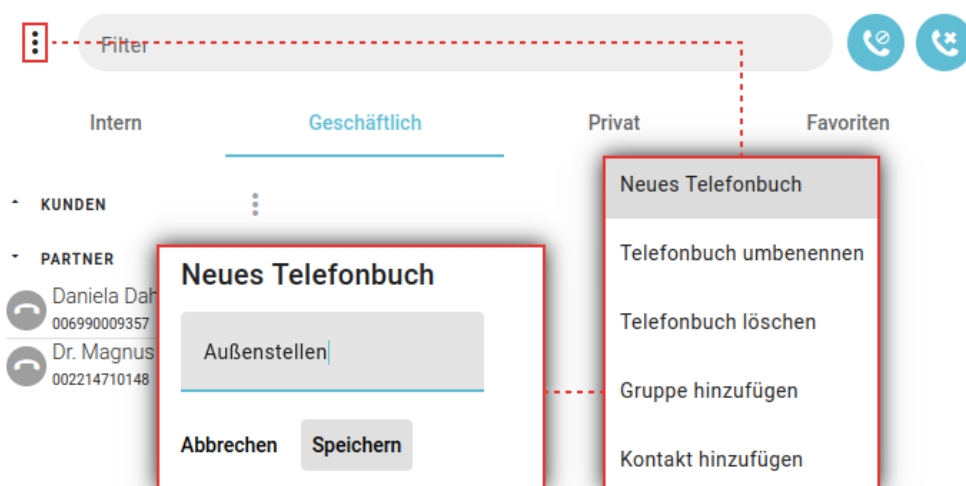 Filter
Intern
Geschäftlich
Privat
Favoriten
KUNDEN
PARTNER
Daniela Dah
006990009357
Dr. Magnus
002214710148
Neues Telefonbuch
Außenstellen
Abbrechen
Speichern
Neues Telefonbuch
Telefonbuch umbenennen
Telefonbuch löschen
Gruppe hinzufügen
Kontakt hinzufügen